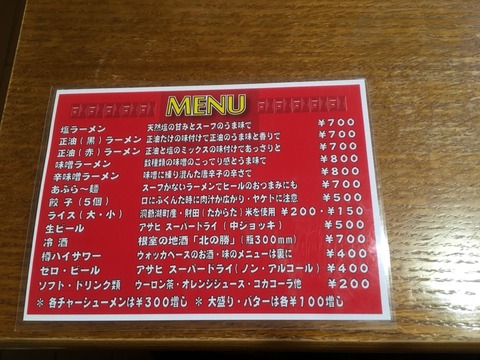 MENU
塩ラーメン 天然塩の甘みとスープのうま味で ¥700
正油(黒)ラーメン 正油だけの味付けで正油のうま味と香りで ¥700
正油(赤)ラーメン 正油と塩のミックスの味付けであっさりと ¥700
味噌ラーメン 数種類の味噌のこってり感とうま味で ¥800
辛味噌ラーメン 味噌に練り混んだ唐辛子の辛さで ¥800
あぶら〜麺 スープがないラーメンでビールのおつまみにも ¥700
餃子(5個) 口にふくんだ時に肉汁が広がり・ヤケドに注意 ¥500
ライス(大・小) 洞爺湖町産・財田(たからた)米を使用 ¥200・¥150
生ビール アサヒ スーパードライ(中ジョッキ) ¥500
冷酒 根室の地酒「北の勝」(瓶300mm) ¥700
樽ハイサワー ウォッカベースのお酒・味のメニューは裏に ¥400
セロ・ビール アサヒ スーパードライ(ノン・アルコール) ¥400
ソフト・ドリンク類 ウーロン茶・オレンジジュース・コカコーラ他 ¥200
* 各チャーシューメンは¥300増し * 大盛り・バターは各¥100増し